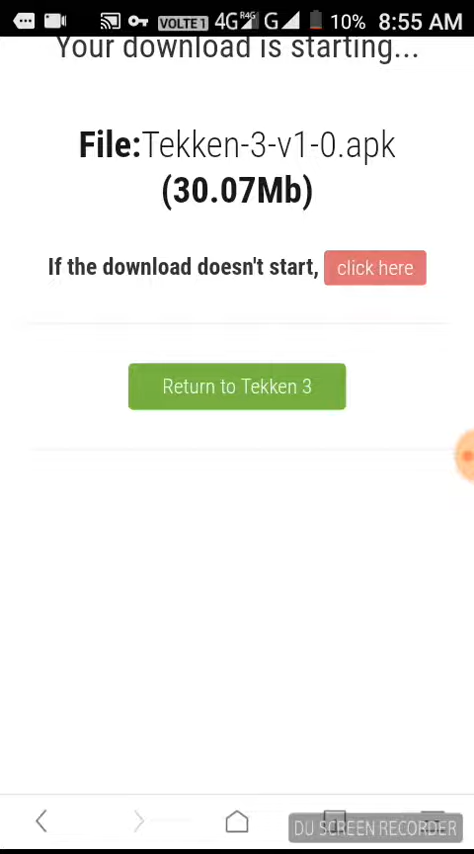 VOLTE 1 4G R4G G 10% 8:55 AM
Your download is starting...
File:Tekken-3-v1-0.apk
(30.07Mb)
If the download doesn't start, click here
Return to Tekken 3
DU SCREEN RECORDER